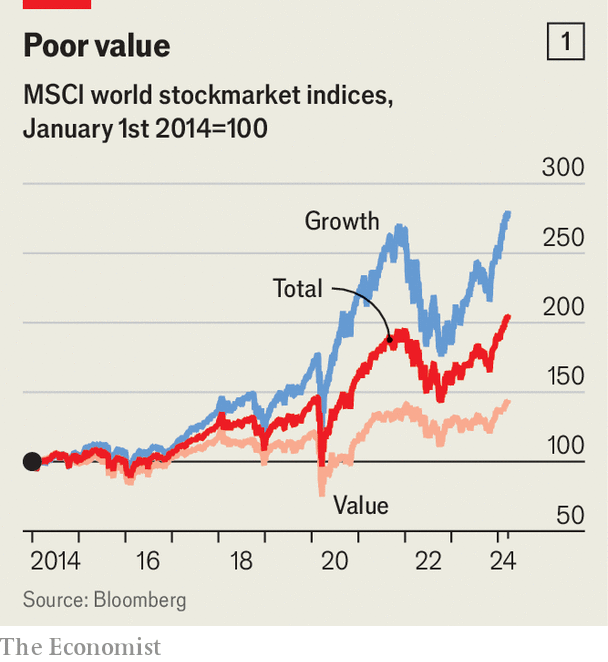 Poor value
1
MSCI world stockmarket indices,
January 1st 2014=100
300
Growth
250
Total
200
150
100
Value
50
2014 16 18 20 22 24
Source: Bloomberg
The Economist